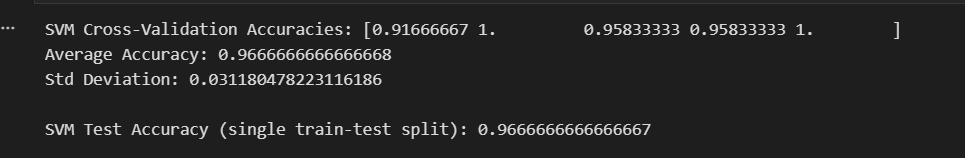 ...
SVM Cross-Validation Accuracies: [0.91666667 1.         0.95833333 0.95833333 1.        ]
Average Accuracy: 0.9666666666666668
Std Deviation: 0.031180478223116186
SVM Test Accuracy (single train-test split): 0.9666666666666667